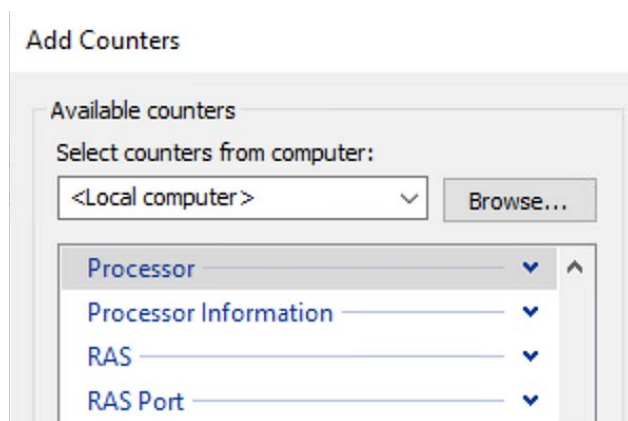 Add Counters
Available counters
Select counters from computer:
<Local computer>
Browse...
Processor
Processor Information
RAS
RAS Port